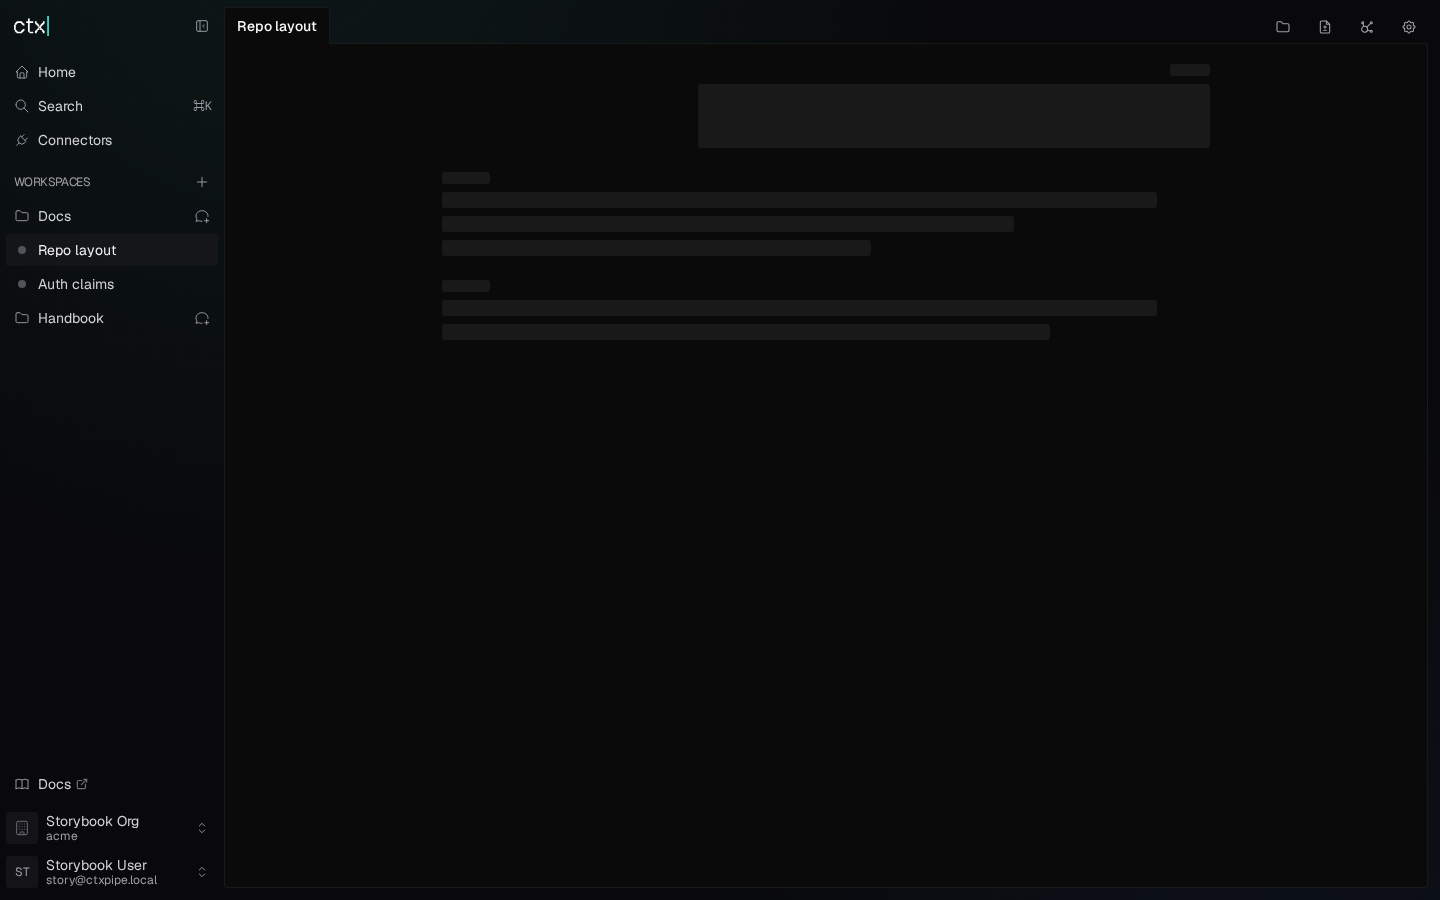 ctx
Repo layout
Home
Search ⌘K
Connectors
WORKSPACES
Docs
Repo layout
Auth claims
Handbook
Docs
Storybook Org
acme
ST
Storybook User
story@ctxpipe.local